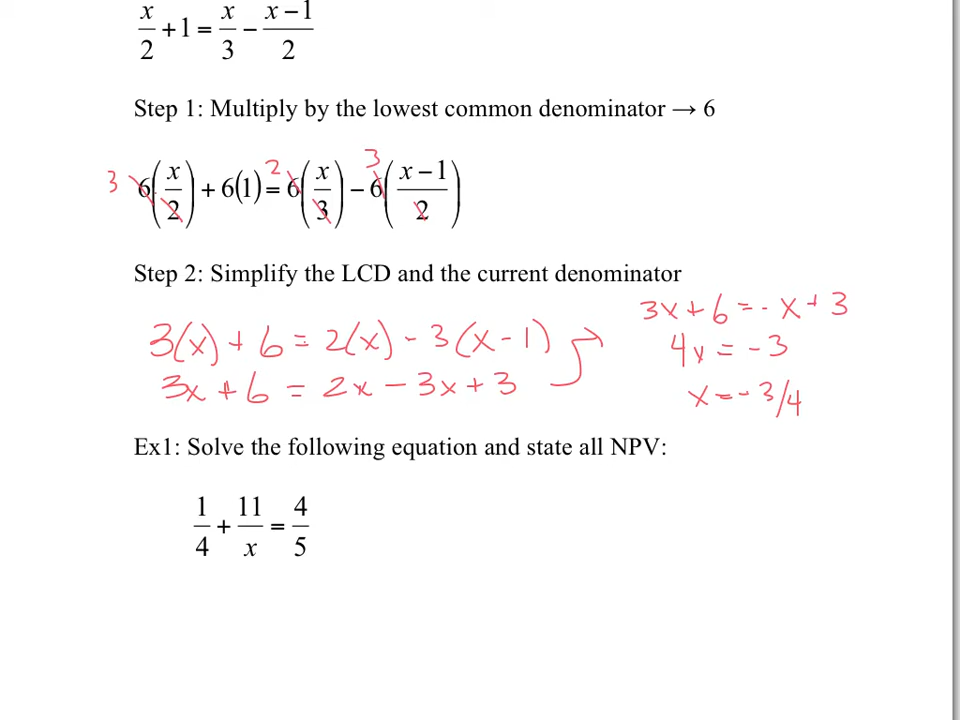 x/2 + 1 = x/3 − (x − 1)/2
Step 1: Multiply by the lowest common denominator → 6
3 6(x/2) + 6(1) = 2 6(x/3) − 3 6((x − 1)/2)
Step 2: Simplify the LCD and the current denominator
3(x) + 6 = 2(x) - 3(x - 1)
3x + 6 = 2x - 3x + 3
3x + 6 = - x + 3
4x = - 3
x = - 3/4
Ex1: Solve the following equation and state all NPV:
1/4 + 11/x = 4/5